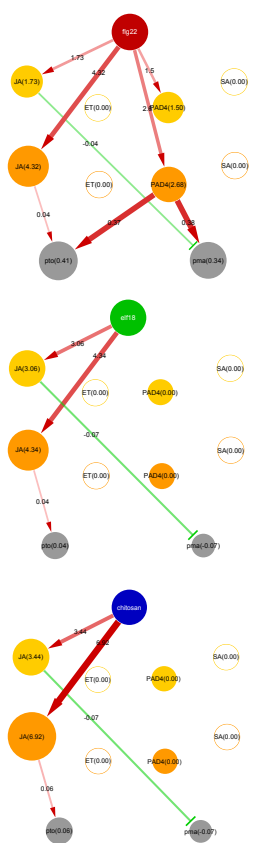 flg22
1.73
4.32
1.5
JA(1.73)
SA(0.00)
ET(0.00)
PAD4(1.50)
-0.04
JA(4.32)
SA(0.00)
ET(0.00)
PAD4(2.68)
0.04
0.37
0.38
pto(0.41)
pma(0.34)
elf18
3.06
4.34
JA(3.06)
SA(0.00)
ET(0.00)
PAD4(0.00)
-0.07
JA(4.34)
SA(0.00)
ET(0.00)
PAD4(0.00)
0.04
pto(0.04)
pma(-0.07)
chitosan
3.44
6.92
JA(3.44)
SA(0.00)
ET(0.00)
PAD4(0.00)
-0.07
JA(6.92)
SA(0.00)
ET(0.00)
PAD4(0.00)
0.06
pto(0.06)
pma(-0.07)